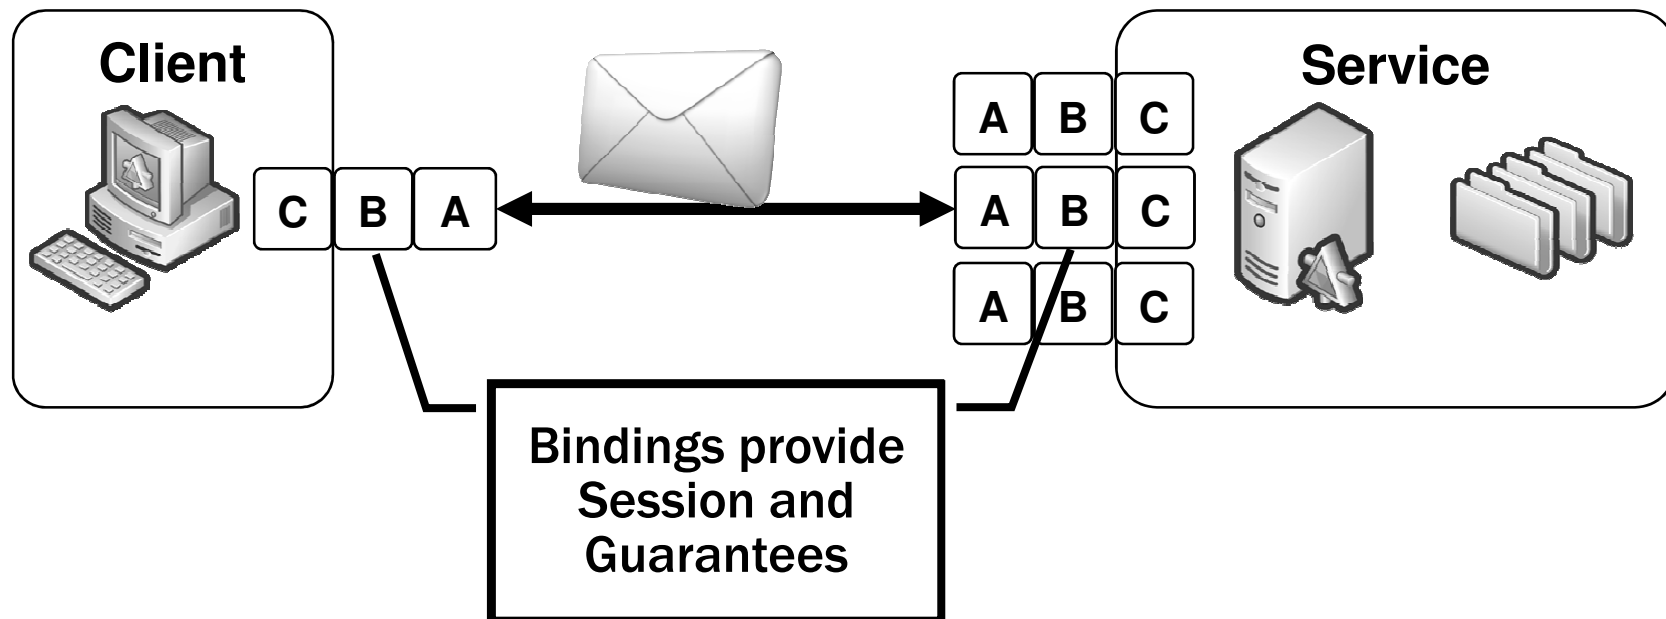 Client
Service
A B C
C B A
A B C
A B C
Bindings provide
Session and
Guarantees